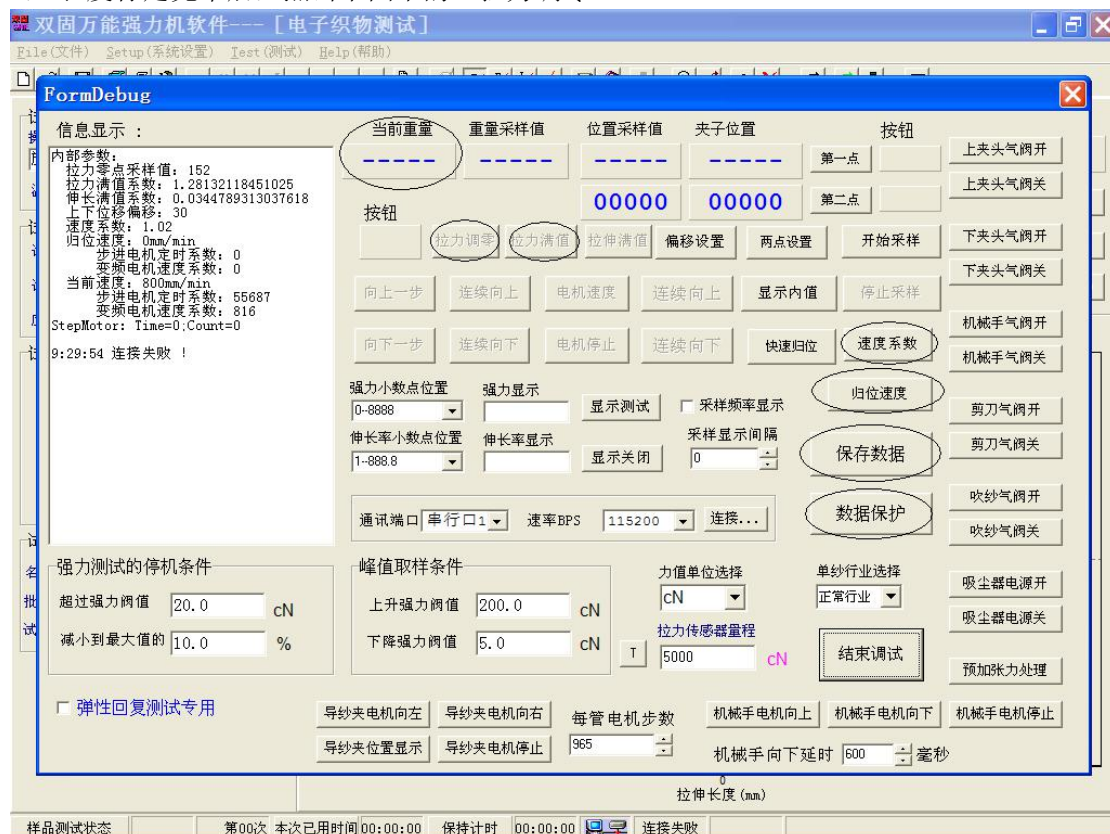 双固万能强力机软件--- [电子织物测试]
File(文件) Setup(系统设置) Test(测试) Help(帮助)
FormDebug
信息显示 :
内部参数:
拉力零点采样值: 152
拉力满值系数: 1.28132118451025
伸长满值系数: 0.0344789313037618
上下位移偏移: 30
速度系数: 1.02
归位速度: 0mm/min
步进电机定时系数: 0
变频电机速度系数: 0
当前速度: 800mm/min
步进电机定时系数: 55687
变频电机速度系数: 816
StepMotor: Time=0;Count=0
9:29:54 连接失败 !
当前重量 重量采样值 位置采样值 夹子位置 按钮
----- ----- ----- ----- 第一点
00000 00000 第二点
按钮
拉力调零 拉力满值 拉伸满值 偏移设置 两点设置 开始采样
向上一步 连续向上 电机速度 连续向上 显示内值 停止采样
向下一步 连续向下 电机停止 连续向下 快速归位 速度系数
归位速度
强力小数点位置 强力显示
0--8888 显示测试 采样频率显示
伸长率小数点位置 伸长率显示 采样显示间隔
1--888.8 显示关闭 0
保存数据
数据保护
通讯端口 串行口1 速率BPS 115200 连接...
上夹头气阀开
上夹头气阀关
下夹头气阀开
下夹头气阀关
机械手气阀开
机械手气阀关
剪刀气阀开
剪刀气阀关
吹纱气阀开
吹纱气阀关
吸尘器电源开
吸尘器电源关
预加张力处理
强力测试的停机条件
超过强力阀值 20.0 cN
减小到最大值的 10.0 %
峰值取样条件
上升强力阀值 200.0 cN
下降强力阀值 5.0 cN
T
力值单位选择 单纱行业选择
cN 正常行业
拉力传感器量程
5000 cN
结束调试
弹性回复测试专用
导纱夹电机向左 导纱夹电机向右 每管电机步数 机械手电机向上 机械手电机向下 机械手电机停止
导纱夹位置显示 导纱夹电机停止 965 机械手向下延时 600 毫秒
0
拉伸长度(mm)
样品测试状态 第00次 本次已用时间 00:00:00 保持计时 00:00:00 连接失败